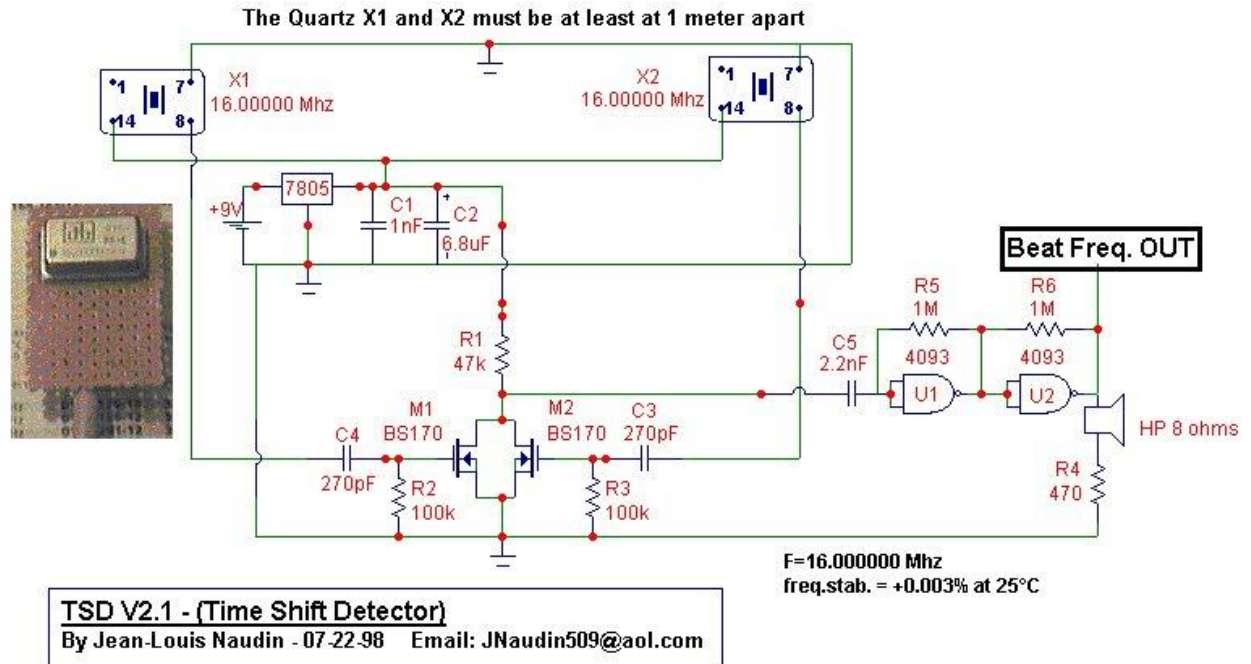 The Quartz X1 and X2 must be at least at 1 meter apart
1
7
14
8
X1
16.00000 Mhz
X2
16.00000 Mhz
1
7
14
8
+9V
7805
C1
1nF
+
C2
6.8uF
-
Beat Freq. OUT
R5
1M
R6
1M
R1
47k
C5
2.2nF
4093
4093
U1
U2
M1
BS170
M2
BS170
C3
270pF
C4
270pF
HP 8 ohms
R2
100k
R3
100k
R4
470
F=16.000000 Mhz
freq.stab. = +0.003% at 25°C
TSD V2.1 - (Time Shift Detector)
By Jean-Louis Naudin - 07-22-98 Email: JNaudin509@aol.com